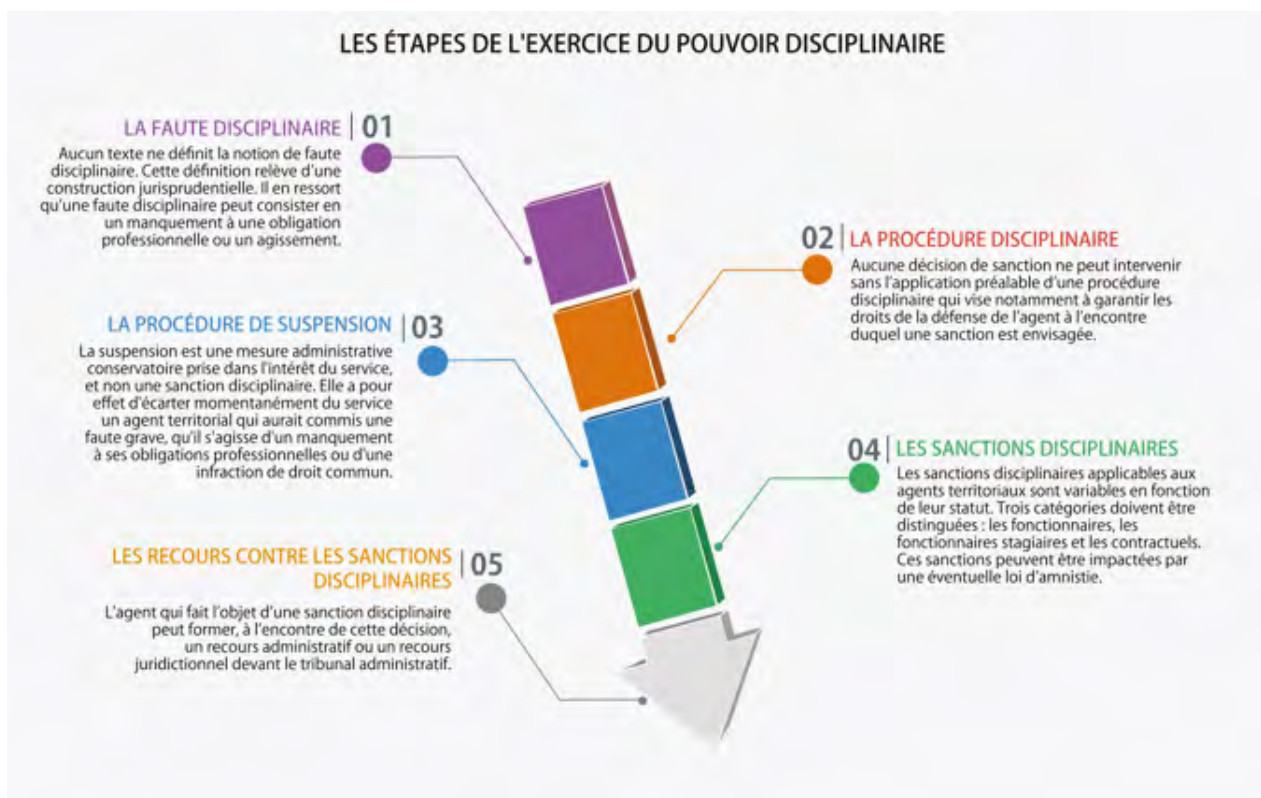 LES ÉTAPES DE L'EXERCICE DU POUVOIR DISCIPLINAIRE
LA FAUTE DISCIPLINAIRE | 01
Aucun texte ne définit la notion de faute
disciplinaire. Cette définition relève d'une
construction jurisprudentielle. Il en ressort
qu'une faute disciplinaire peut consister en
un manquement à une obligation
professionnelle ou un agissement.
02 | LA PROCÉDURE DISCIPLINAIRE
Aucune décision de sanction ne peut intervenir
sans l'application préalable d'une procédure
disciplinaire qui vise notamment à garantir les
droits de la défense de l'agent à l'encontre
duquel une sanction est envisagée.
LA PROCÉDURE DE SUSPENSION | 03
La suspension est une mesure administrative
conservatoire prise dans l'intérêt du service,
et non une sanction disciplinaire. Elle a pour
effet d'écarter momentanément du service
un agent territorial qui aurait commis une
faute grave, qu'il s'agisse d'un manquement
à ses obligations professionnelles ou d'une
infraction de droit commun.
04 | LES SANCTIONS DISCIPLINAIRES
Les sanctions disciplinaires applicables aux
agents territoriaux sont variables en fonction
de leur statut. Trois catégories doivent être
distinguées : les fonctionnaires, les
fonctionnaires stagiaires et les contractuels.
Ces sanctions peuvent être impactées par
une éventuelle loi d'amnistie.
LES RECOURS CONTRE LES SANCTIONS | 05
DISCIPLINAIRES
L'agent qui fait l'objet d'une sanction disciplinaire
peut former, à l'encontre de cette décision,
un recours administratif ou un recours
juridictionnel devant le tribunal administratif.